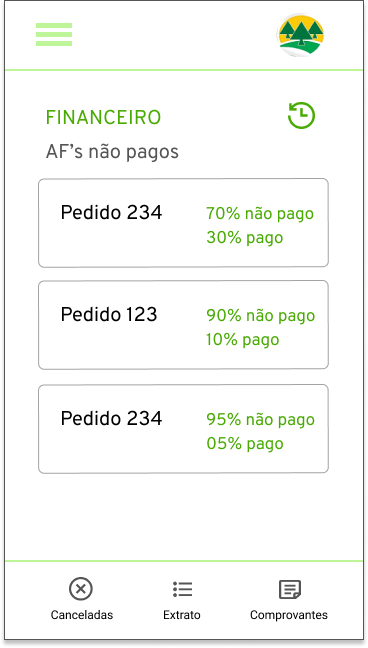 FINANCEIRO
AF's não pagos
Pedido 234
70% não pago
30% pago
Pedido 123
90% não pago
10% pago
Pedido 234
95% não pago
05% pago
Canceladas
Extrato
Comprovantes